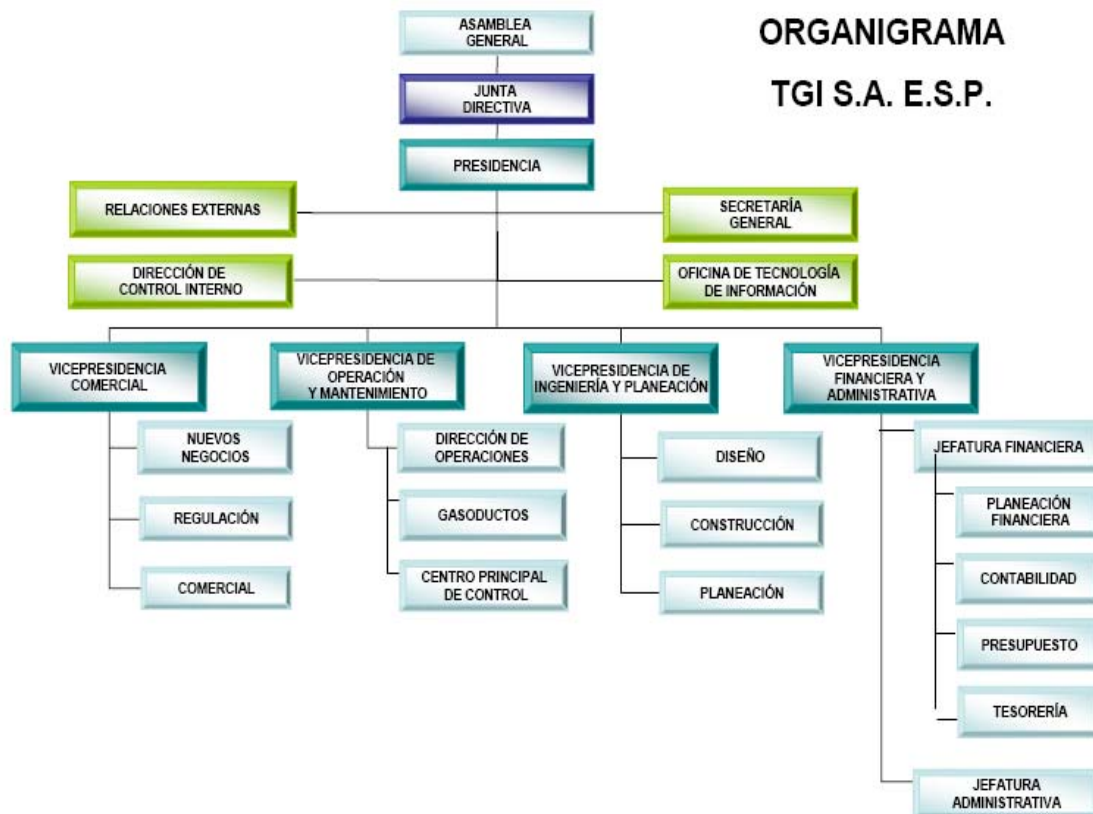 ORGANIGRAMA
TGI S.A. E.S.P.
ASAMBLEA
GENERAL
JUNTA
DIRECTIVA
PRESIDENCIA
RELACIONES EXTERNAS
SECRETARÍA
GENERAL
DIRECCIÓN DE
CONTROL INTERNO
OFICINA DE TECNOLOGÍA
DE INFORMACIÓN
VICEPRESIDENCIA
COMERCIAL
VICEPRESIDENCIA DE
OPERACIÓN
Y MANTENIMIENTO
VICEPRESIDENCIA DE
INGENIERÍA Y PLANEACIÓN
VICEPRESIDENCIA
FINANCIERA Y
ADMINISTRATIVA
NUEVOS
NEGOCIOS
REGULACIÓN
COMERCIAL
DIRECCIÓN DE
OPERACIONES
GASODUCTOS
CENTRO PRINCIPAL
DE CONTROL
DISEÑO
CONSTRUCCIÓN
PLANEACIÓN
JEFATURA FINANCIERA
PLANEACIÓN
FINANCIERA
CONTABILIDAD
PRESUPUESTO
TESORERÍA
JEFATURA
ADMINISTRATIVA